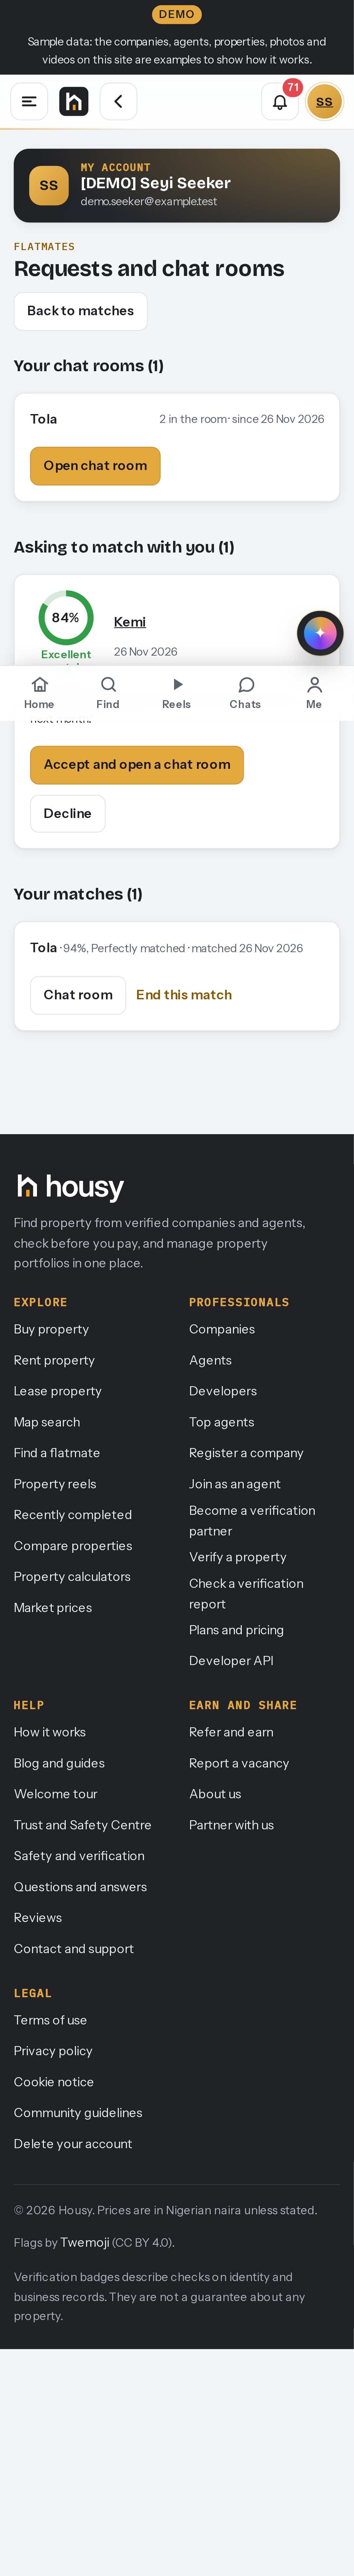 DEMO
Sample data: the companies, agents, properties, photos and
videos on this site are examples to show how it works.
71
SS
SS
MY ACCOUNT
[DEMO] Seyi Seeker
demo.seeker@example.test
FLATMATES
Requests and chat rooms
Back to matches
Your chat rooms (1)
Tola
2 in the room · since 26 Nov 2026
Open chat room
Asking to match with you (1)
84%
Kemi
Excellent
26 Nov 2026
Home
Find
Reels
Chats
Me
Accept and open a chat room
Decline
Your matches (1)
Tola · 94%, Perfectly matched · matched 26 Nov 2026
Chat room
End this match
housy
Find property from verified companies and agents,
check before you pay, and manage property
portfolios in one place.
EXPLORE
Buy property
Rent property
Lease property
Map search
Find a flatmate
Property reels
Recently completed
Compare properties
Property calculators
Market prices
PROFESSIONALS
Companies
Agents
Developers
Top agents
Register a company
Join as an agent
Become a verification
partner
Verify a property
Check a verification
report
Plans and pricing
Developer API
HELP
How it works
Blog and guides
Welcome tour
Trust and Safety Centre
Safety and verification
Questions and answers
Reviews
Contact and support
EARN AND SHARE
Refer and earn
Report a vacancy
About us
Partner with us
LEGAL
Terms of use
Privacy policy
Cookie notice
Community guidelines
Delete your account
© 2026 Housy. Prices are in Nigerian naira unless stated.
Flags by Twemoji (CC BY 4.0).
Verification badges describe checks on identity and
business records. They are not a guarantee about any
property.